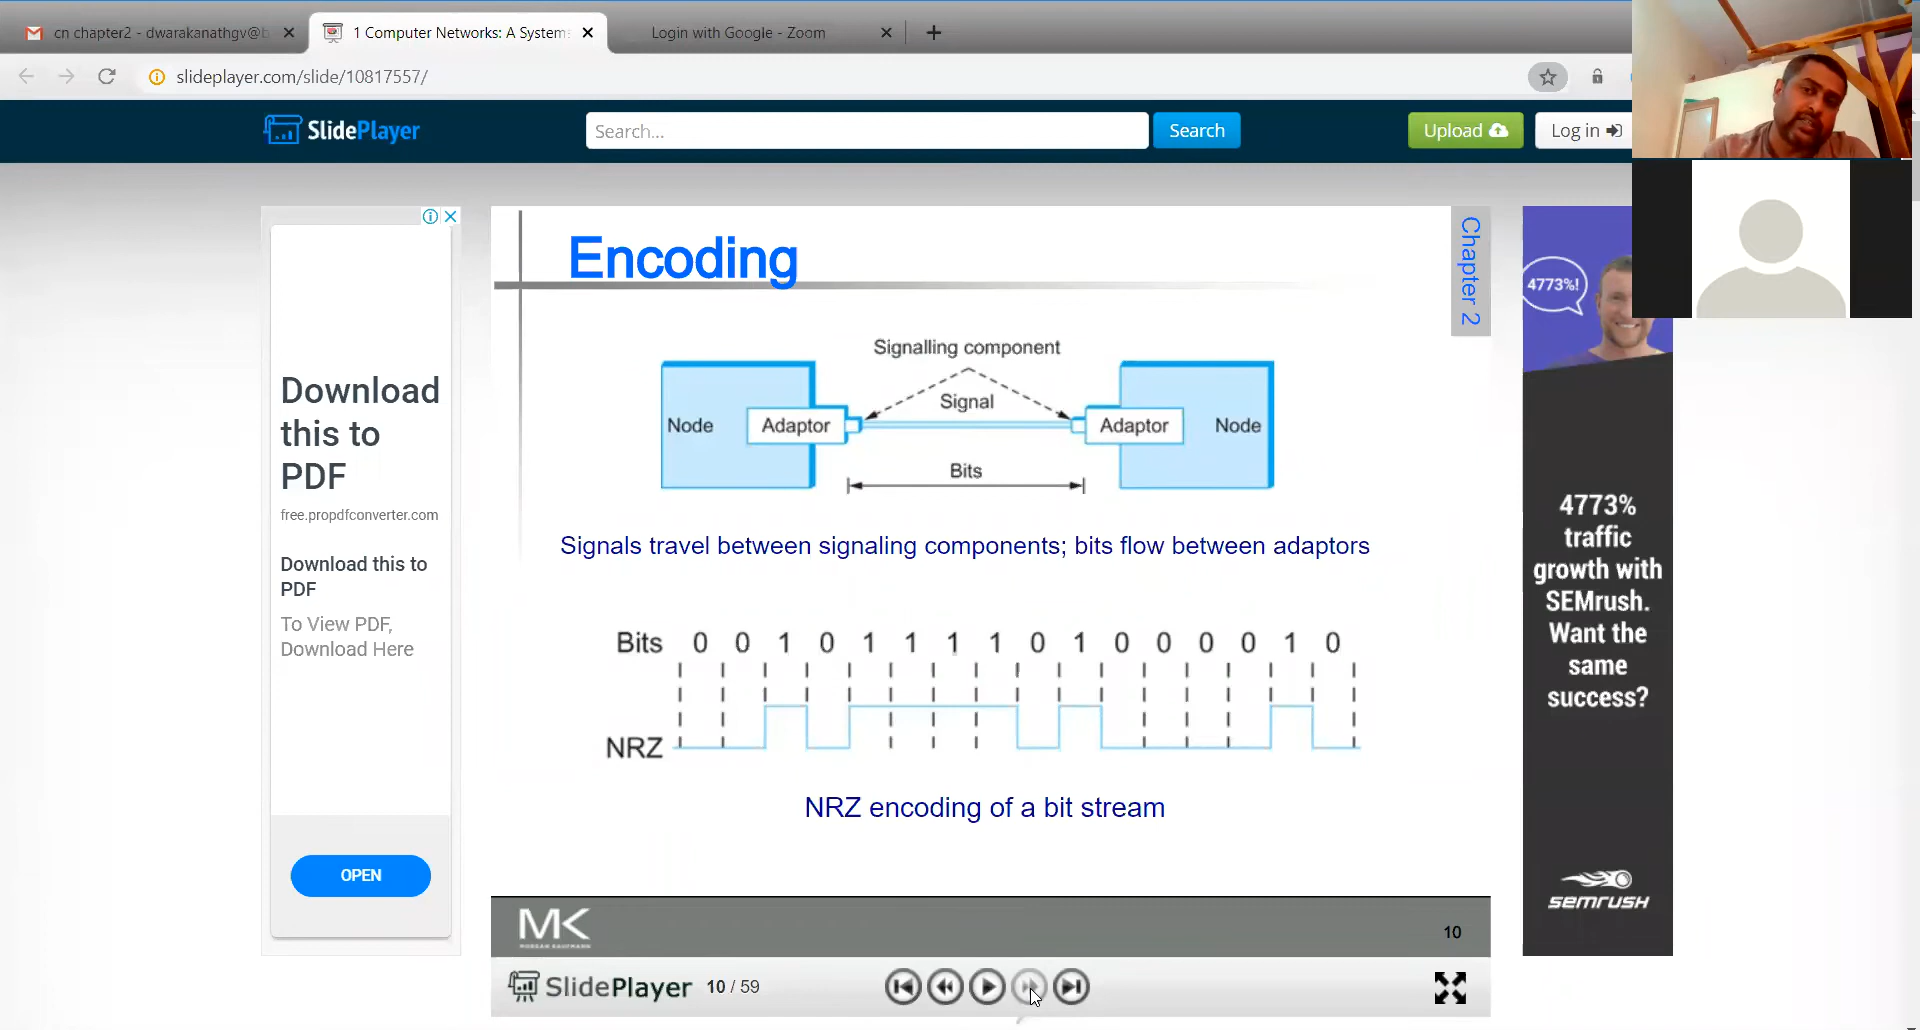 cn chapter2 - dwarakanathgv@b
1 Computer Networks: A Systems
Login with Google - Zoom
slideplayer.com/slide/10817557/
SlidePlayer
Search...
Search
Upload
Log in
Download
this to
PDF
free.propdfconverter.com
Download this to
PDF
To View PDF,
Download Here
OPEN
Encoding
Chapter 2
Signalling component
Signal
Node
Adaptor
Adaptor
Node
Bits
Signals travel between signaling components; bits flow between adaptors
Bits 0 0 1 0 1 1 1 1 0 1 0 0 0 0 1 0
NRZ
NRZ encoding of a bit stream
MK
MORGAN KAUFMANN
10
SlidePlayer 10 / 59
4773%!
4773%
traffic
growth with
SEMrush.
Want the
same
success?
semrush